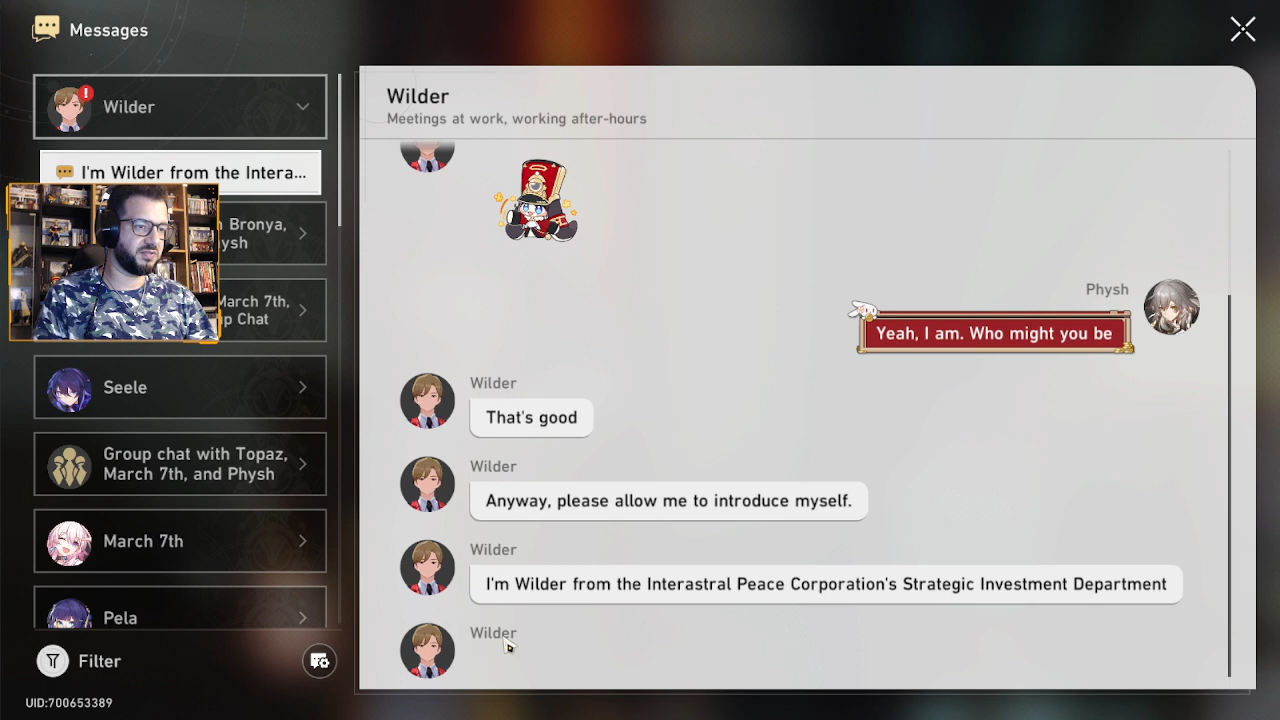 Messages
Wilder
I'm Wilder from the Intera...
Bronya,
ysh
March 7th,
p Chat
Seele
Group chat with Topaz,
March 7th, and Physh
March 7th
Pela
Filter
UID:700653389
Wilder
Meetings at work, working after-hours
Physh
Yeah, I am. Who might you be
Wilder
That's good
Wilder
Anyway, please allow me to introduce myself.
Wilder
I'm Wilder from the Interastral Peace Corporation's Strategic Investment Department
Wilder